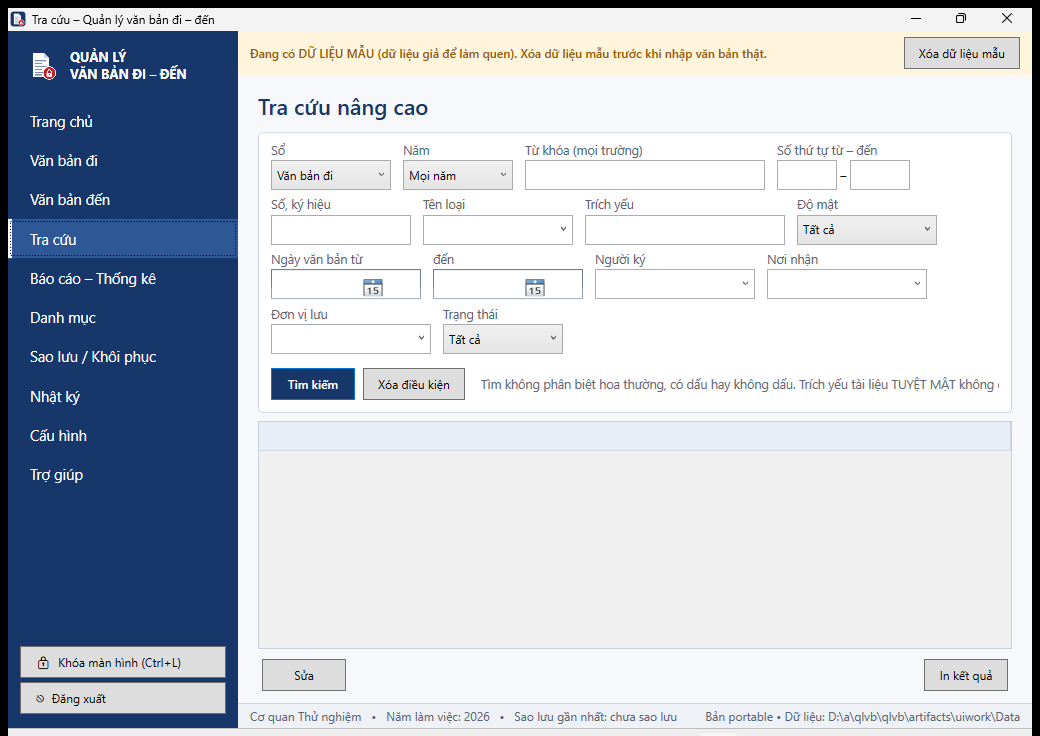 Tra cứu – Quản lý văn bản đi – đến
QUẢN LÝ
VĂN BẢN ĐI – ĐẾN
Trang chủ
Văn bản đi
Văn bản đến
Tra cứu
Báo cáo – Thống kê
Danh mục
Sao lưu / Khôi phục
Nhật ký
Cấu hình
Trợ giúp
Khóa màn hình (Ctrl+L)
Đăng xuất
Đang có DỮ LIỆU MẪU (dữ liệu giả để làm quen). Xóa dữ liệu mẫu trước khi nhập văn bản thật.
Xóa dữ liệu mẫu
Tra cứu nâng cao
Sổ Năm Từ khóa (mọi trường) Số thứ tự từ – đến
Văn bản đi Mọi năm –
Số, ký hiệu Tên loại Trích yếu Độ mật
Tất cả
Ngày văn bản từ đến Người ký Nơi nhận
15 15
Đơn vị lưu Trạng thái
Tất cả
Tìm kiếm Xóa điều kiện Tìm không phân biệt hoa thường, có dấu hay không dấu. Trích yếu tài liệu TUYỆT MẬT không
Sửa In kết quả
Cơ quan Thử nghiệm • Năm làm việc: 2026 • Sao lưu gần nhất: chưa sao lưu Bản portable • Dữ liệu: D:\a\qlvb\qlvb\artifacts\uiwork\Data